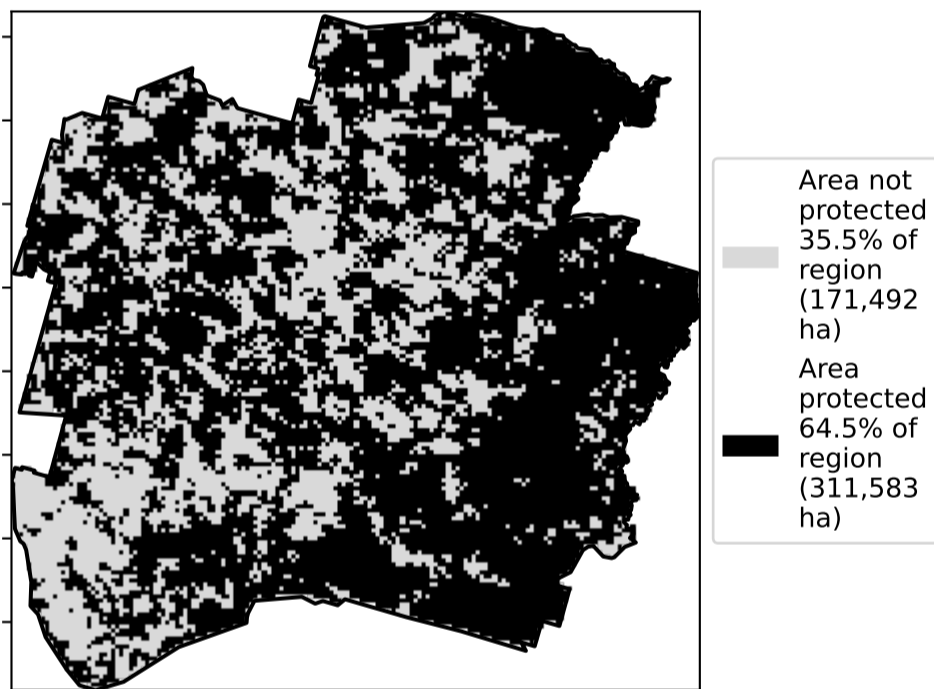 Area not
protected
35.5% of
region
(171,492
ha)
Area
protected
64.5% of
region
(311,583
ha)